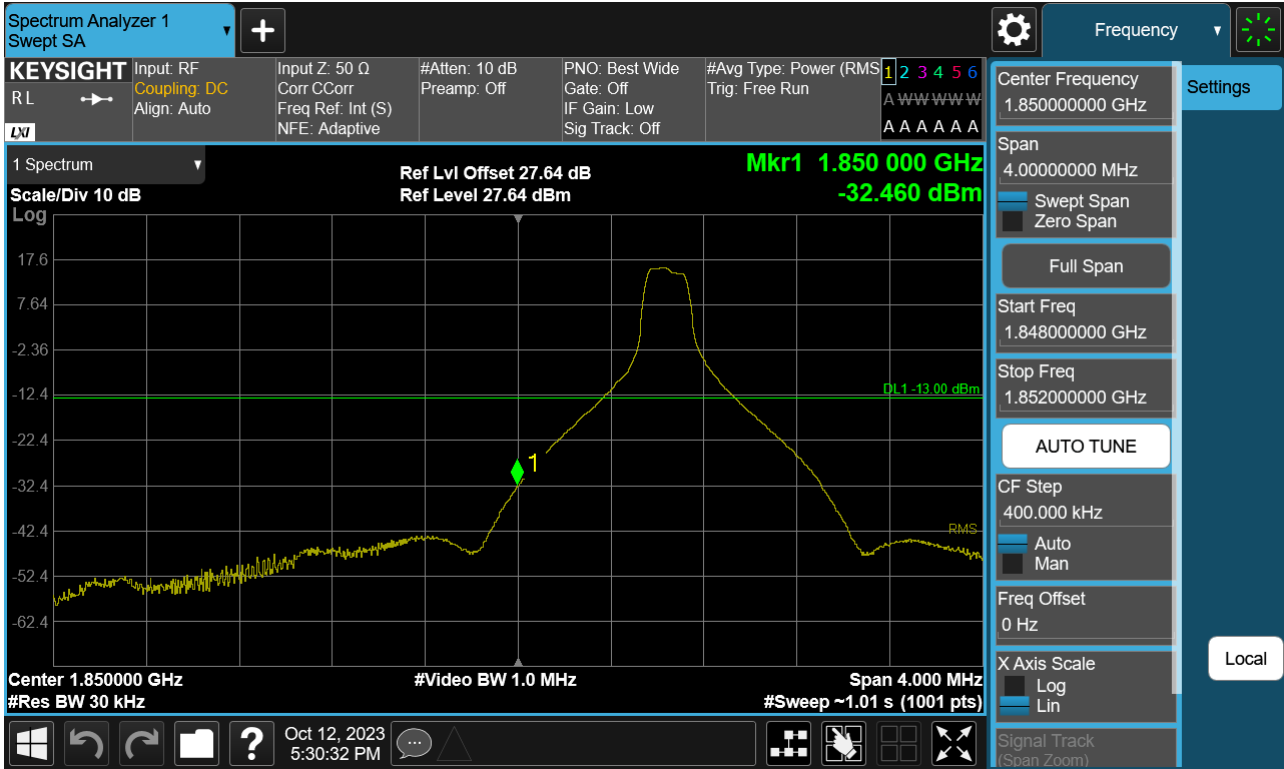 Spectrum Analyzer 1
Swept SA
Frequency
KEYSIGHT
R L
LXI
Input: RF
Coupling: DC
Align: Auto
Input Z: 50 Ω
Corr CCorr
Freq Ref: Int (S)
NFE: Adaptive
#Atten: 10 dB
Preamp: Off
PNO: Best Wide
Gate: Off
IF Gain: Low
Sig Track: Off
#Avg Type: Power (RMS
Trig: Free Run
1 2 3 4 5 6
A W W W W W
A A A A A A
1 Spectrum
Scale/Div 10 dB
Log
Ref Lvl Offset 27.64 dB
Ref Level 27.64 dBm
Mkr1 1.850 000 GHz
-32.460 dBm
17.6
7.64
-2.36
-12.4
-22.4
-32.4
-42.4
-52.4
-62.4
DL1 -13.00 dBm
1
RMS
Center 1.850000 GHz
#Video BW 1.0 MHz
Span 4.000 MHz
#Res BW 30 kHz
#Sweep ~1.01 s (1001 pts)
Center Frequency
1.850000000 GHz
Span
4.00000000 MHz
Swept Span
Zero Span
Full Span
Start Freq
1.848000000 GHz
Stop Freq
1.852000000 GHz
AUTO TUNE
CF Step
400.000 kHz
Auto
Man
Freq Offset
0 Hz
X Axis Scale
Log
Lin
Signal Track
(Span Zoom)
Settings
Local
?
Oct 12, 2023
5:30:32 PM